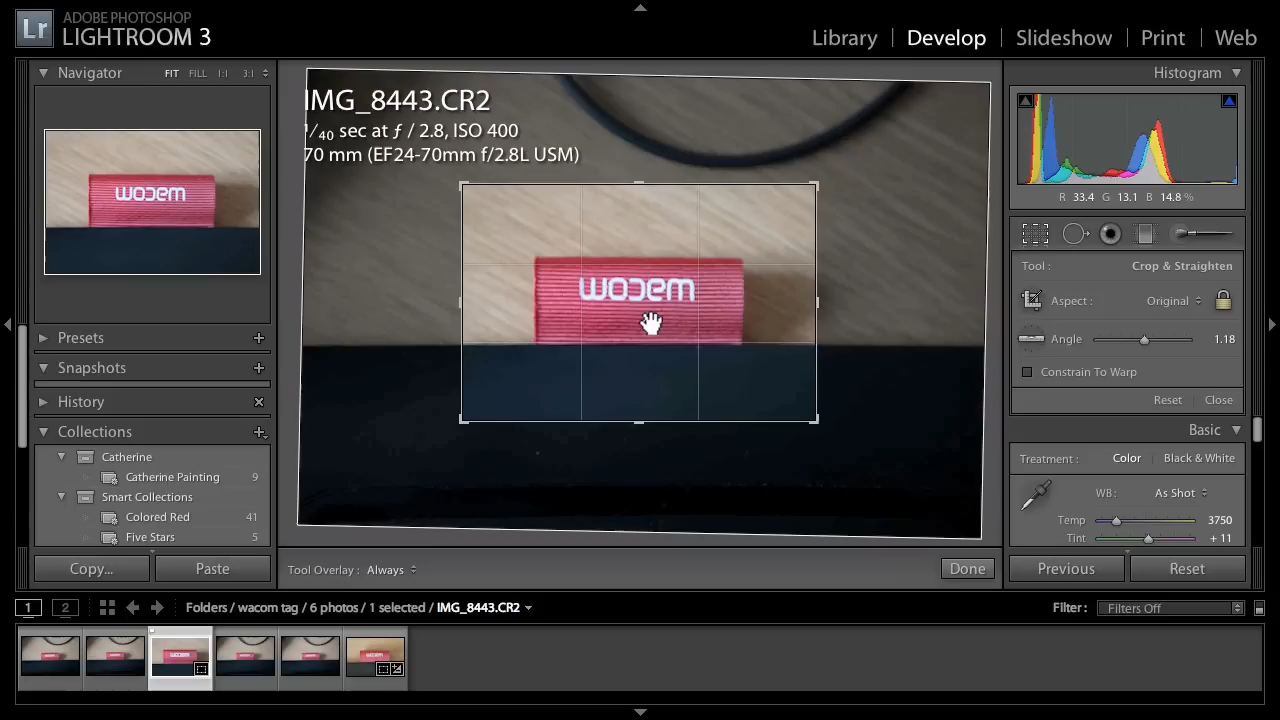 Lr
ADOBE PHOTOSHOP
LIGHTROOM 3
Library
Develop
Slideshow
Print
Web
Navigator
FIT FILL 1:1 3:1
wacom
Presets
Snapshots
History
Collections
Catherine
Catherine Painting 9
Smart Collections
Colored Red 41
Five Stars 5
Copy...
Paste
IMG_8443.CR2
1/40 sec at ƒ / 2.8, ISO 400
70 mm (EF24-70mm f/2.8L USM)
wacom
Tool Overlay: Always
Done
Histogram
R 33.4 G 13.1 B 14.8 %
Tool : Crop & Straighten
Aspect : Original
Angle 1.18
Constrain To Warp
Reset Close
Basic
Treatment : Color Black & White
WB : As Shot
Temp 3750
Tint + 11
Previous
Reset
1
2
Folders / wacom tag / 6 photos / 1 selected / IMG_8443.CR2
Filter : Filters Off